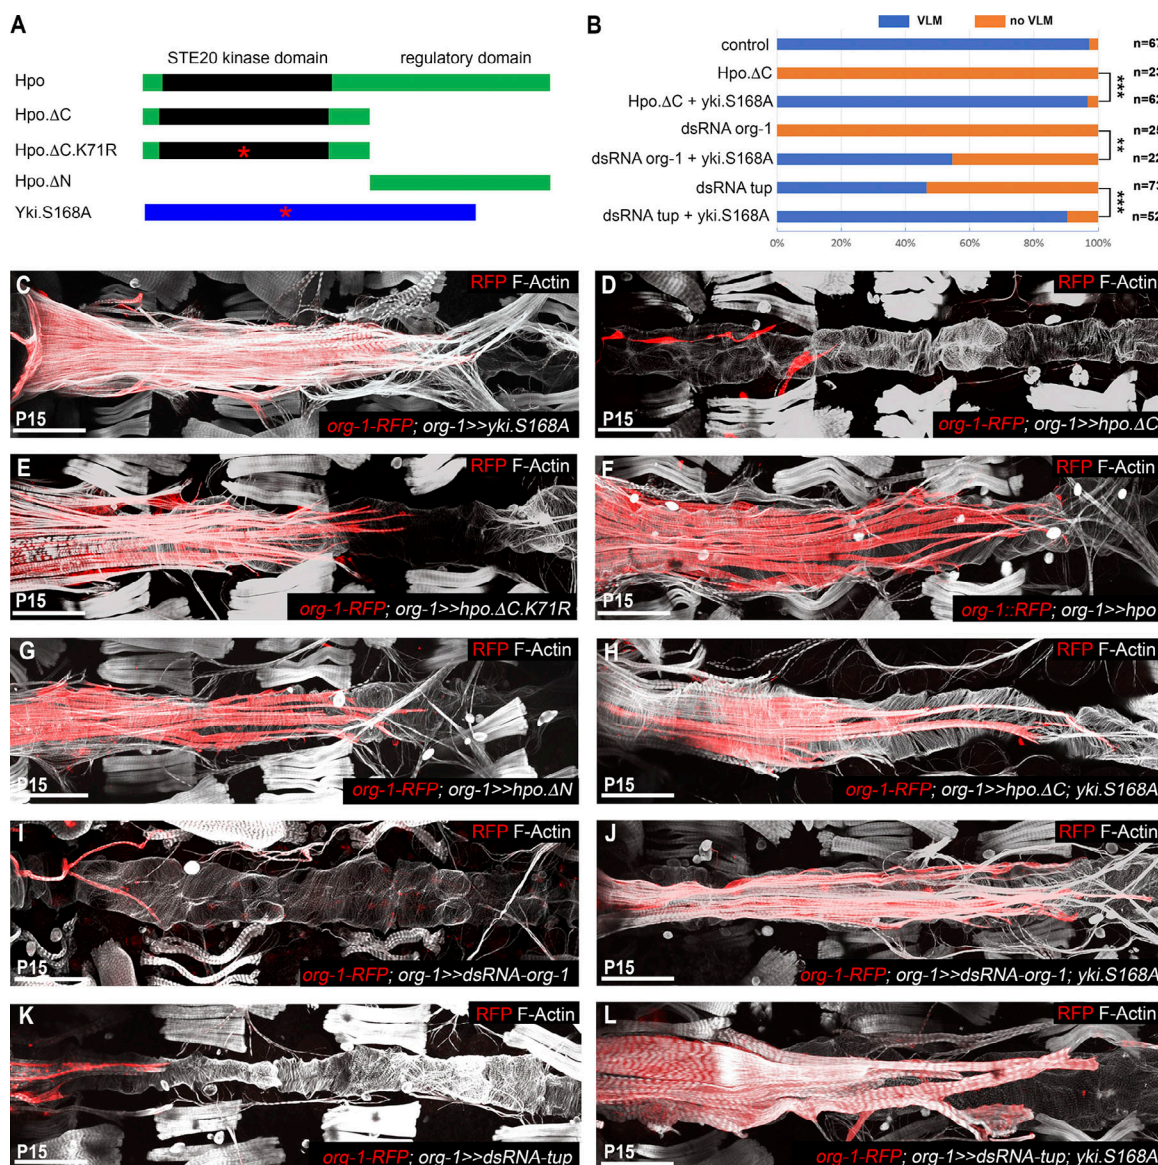 A
STE20 kinase domain regulatory domain
Hpo
Hpo.ΔC
Hpo.ΔC.K71R
*
Hpo.ΔN
Yki.S168A
*
B
VLM no VLM
control n=67
Hpo.ΔC n=23
***
Hpo.ΔC + yki.S168A n=62
dsRNA org-1 n=25
**
dsRNA org-1 + yki.S168A n=22
dsRNA tup n=73
***
dsRNA tup + yki.S168A n=52
0% 20% 40% 60% 80% 100%
C RFP F-Actin
P15 org-1-RFP; org-1>>yki.S168A
D RFP F-Actin
P15 org-1-RFP; org-1>>hpo.ΔC
E RFP F-Actin
P15 org-1-RFP; org-1>>hpo.ΔC.K71R
F RFP F-Actin
P15 org-1::RFP; org-1>>hpo
G RFP F-Actin
P15 org-1-RFP; org-1>>hpo.ΔN
H RFP F-Actin
P15 org-1-RFP; org-1>>hpo.ΔC; yki.S168A
I RFP F-Actin
P15 org-1-RFP; org-1>>dsRNA-org-1
J RFP F-Actin
P15 org-1-RFP; org-1>>dsRNA-org-1; yki.S168A
K RFP F-Actin
P15 org-1-RFP; org-1>>dsRNA-tup
L RFP F-Actin
P15 org-1-RFP; org-1>>dsRNA-tup; yki.S168A